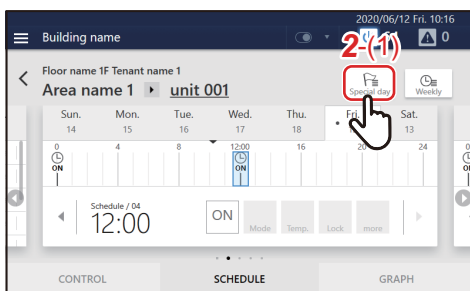 2020/06/12 Fri. 10:16
Building name
0
2-(1)
Floor name 1F Tenant name 1
Area name 1 unit 001
Special day
Weekly
Sun. Mon. Tue. Wed. Thu. Fri. Sat.
14 15 16 17 18 13
0 4 8 12:00 16 20 24 0
ON ON ON
Schedule / 04
12:00 ON Mode Temp. Lock more
CONTROL SCHEDULE GRAPH